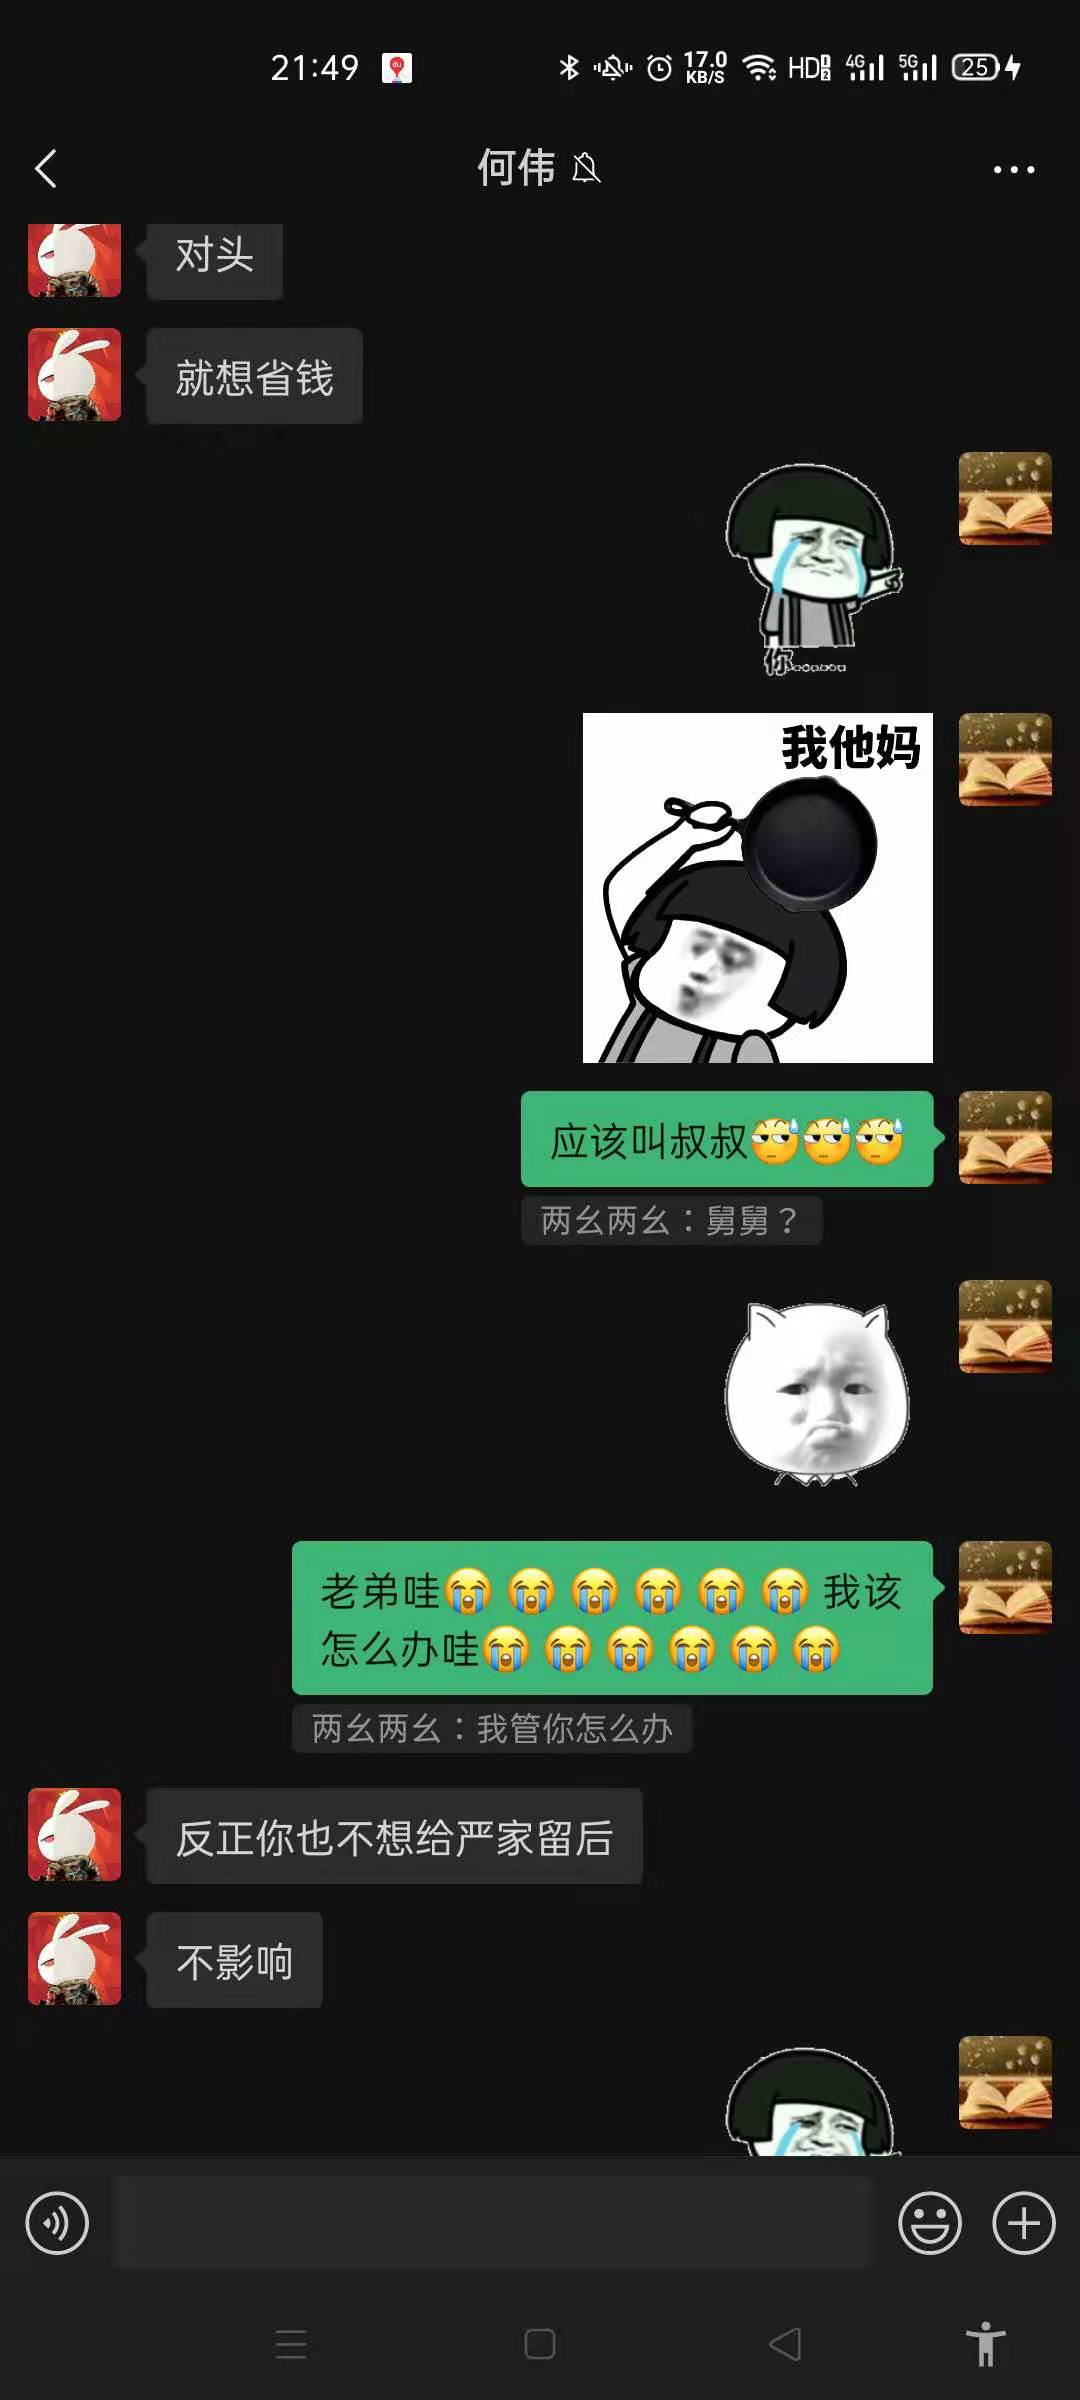 21:49
17.0
KB/S
HD
2
4G
5G
25
何伟
对头
就想省钱
你……
我他妈
应该叫叔叔😓😓😓
两幺两幺：舅舅？
老弟哇😭😭😭😭😭😭我该
怎么办哇😭😭😭😭😭😭
两幺两幺：我管你怎么办
反正你也不想给严家留后
不影响